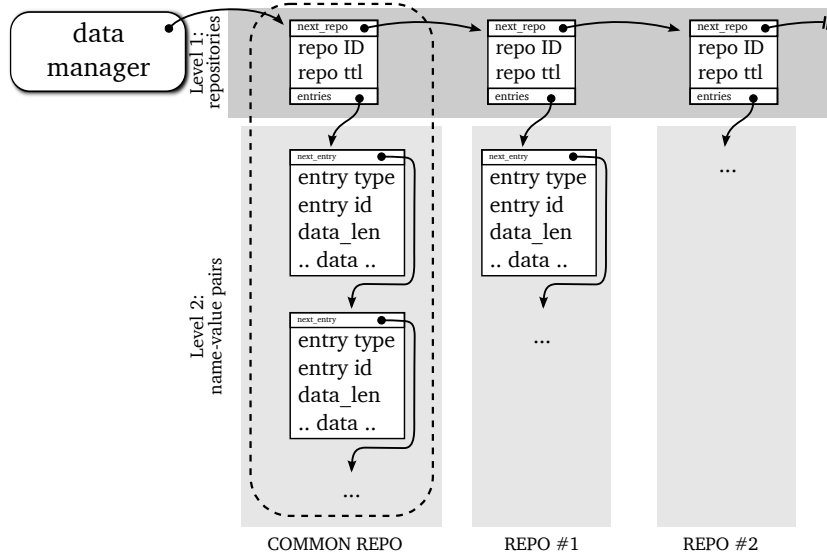 data
manager
Level 1:
repositories
next_repo
repo ID
repo ttl
entries
next_repo
repo ID
repo ttl
entries
next_repo
repo ID
repo ttl
entries
Level 2:
name-value pairs
next_entry
entry type
entry id
data_len
.. data ..
next_entry
entry type
entry id
data_len
.. data ..
...
next_entry
entry type
entry id
data_len
.. data ..
...
...
COMMON REPO
REPO #1
REPO #2